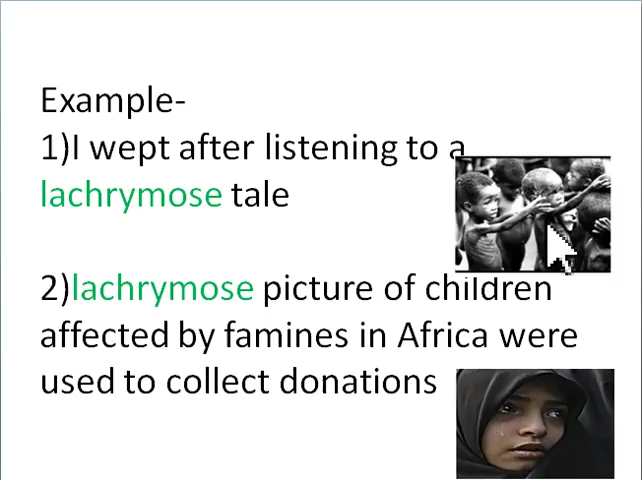 Example-
1)I wept after listening to a
lachrymose tale
2)lachrymose picture of children
affected by famines in Africa were
used to collect donations